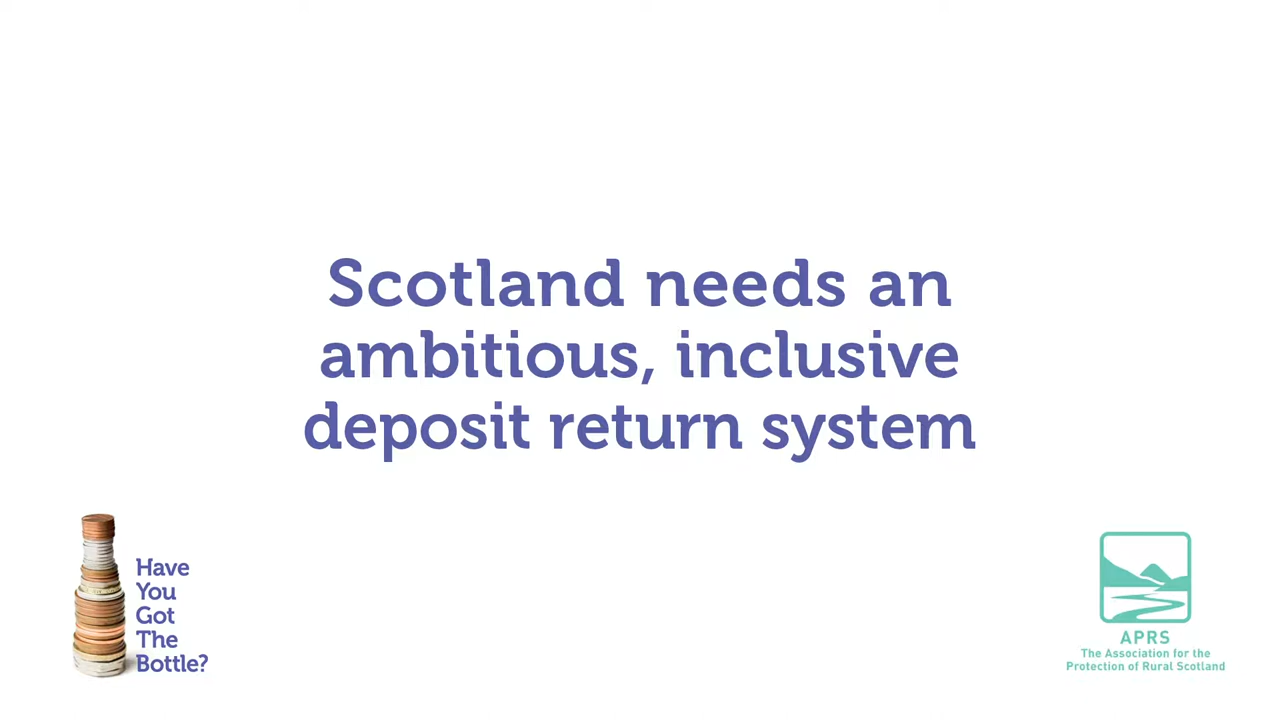 Scotland needs an
ambitious, inclusive
deposit return system
Have
You
Got
The
Bottle?
APRS
The Association for the
Protection of Rural Scotland